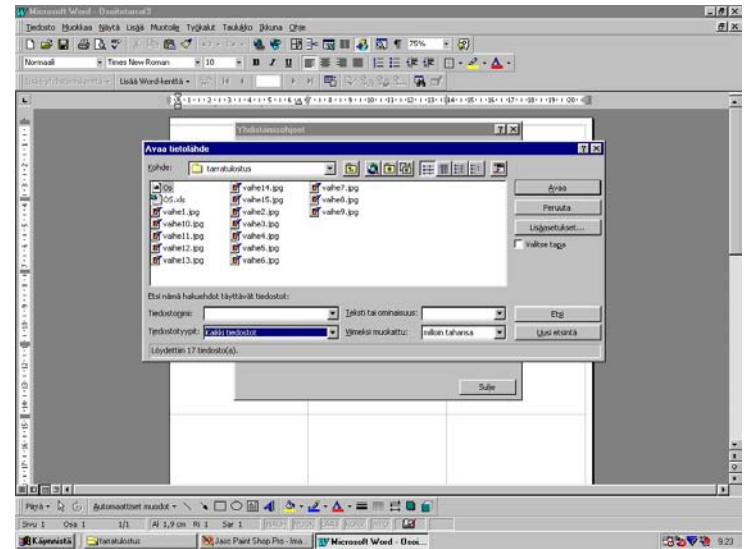 Microsoft Word - Osoitetarrat3
Tiedosto Muokkaa Näytä Lisää Muotoile Työkalut Taulukko Ikkuna Ohje
75%
Normaali Times New Roman 10
Lisää Word-kenttä
Yhdistämisohjeet
Avaa tietolähde
Kohde: tarratulostus
Os vaihe14.jpg vaihe7.jpg
OS.xls vaihe15.jpg vaihe8.jpg
vaihe1.jpg vaihe2.jpg vaihe9.jpg
vaihe10.jpg vaihe3.jpg
vaihe11.jpg vaihe4.jpg
vaihe12.jpg vaihe5.jpg
vaihe13.jpg vaihe6.jpg
Avaa
Peruuta
Lisäasetukset...
Valitse tapa
Etsi nämä hakuehdot täyttävät tiedostot:
Tiedostonimi: Teksti tai ominaisuus: Etsi
Tiedostotyypit: Kaikki tiedostot Viimeksi muokattu: milloin tahansa Uusi etsintä
Löydettiin 17 tiedosto(a).
Sulje
Piirrä Automaattiset muodot
Sivu 1 Osa 1 1/1 Al 1,9 cm Ri 1 Sar 1
Käynnistä tarratulostus Jasc Paint Shop Pro - Ima... Microsoft Word - Osoi... 9:23